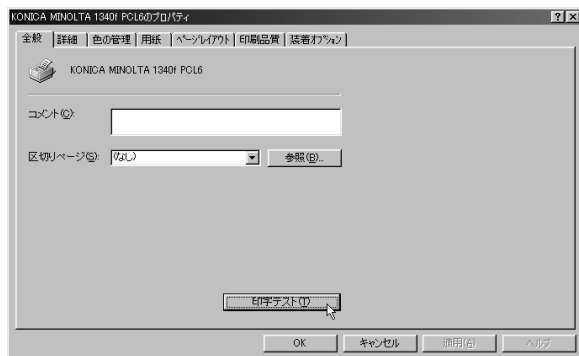 KONICA MINOLTA 1340f PCL6のプロパティ
全般 詳細 色の管理 用紙 ページレイアウト 印刷品質 装着オプション
KONICA MINOLTA 1340f PCL6
コメント(C):
区切りページ(S): (なし) 参照(B)...
印字テスト(T)
OK キャンセル 適用(A) ヘルプ